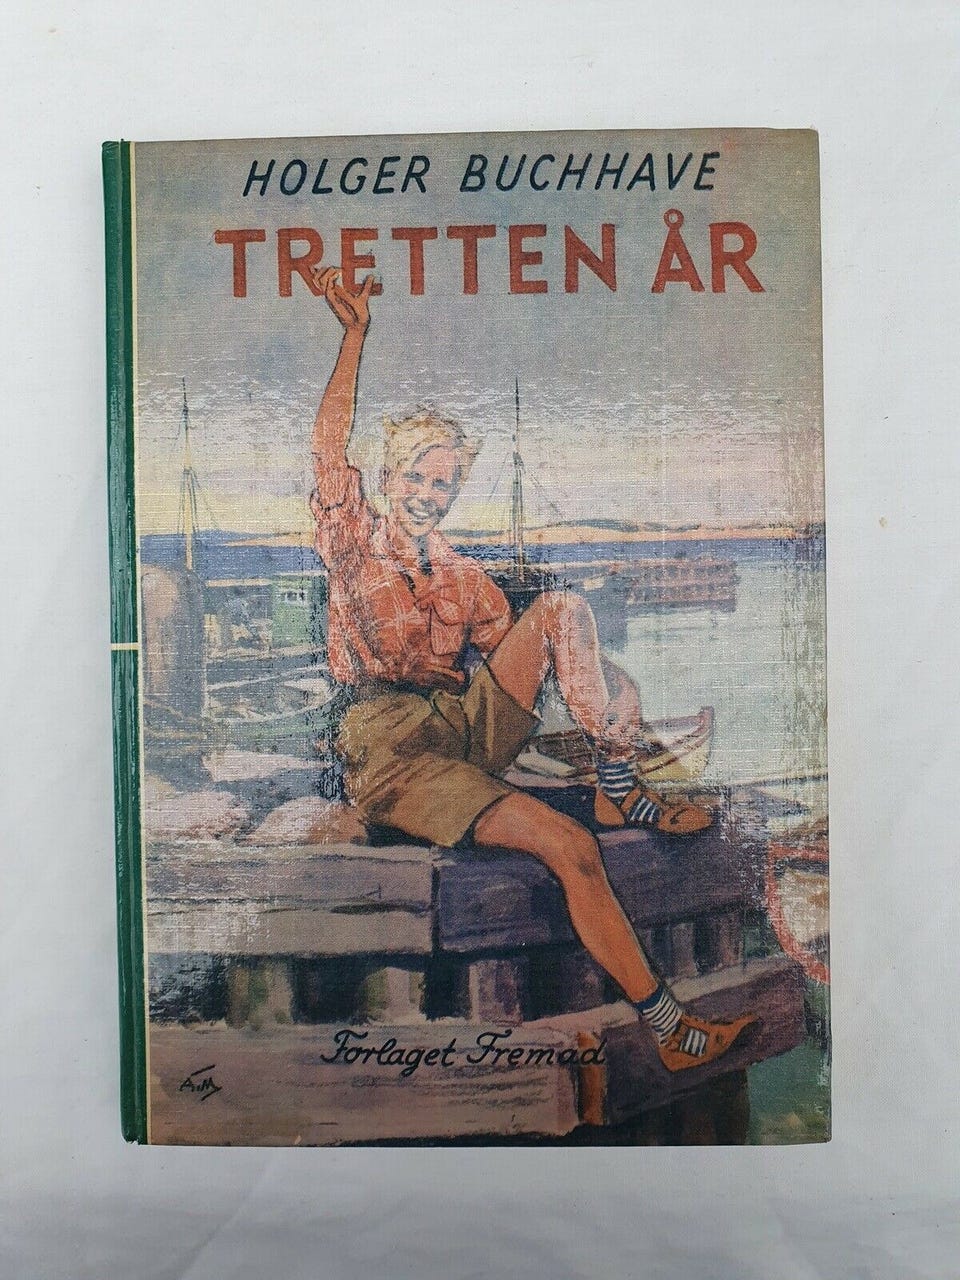 HOLGER BUCHHAVE
TRETTEN ÅR
Forlaget Fremad